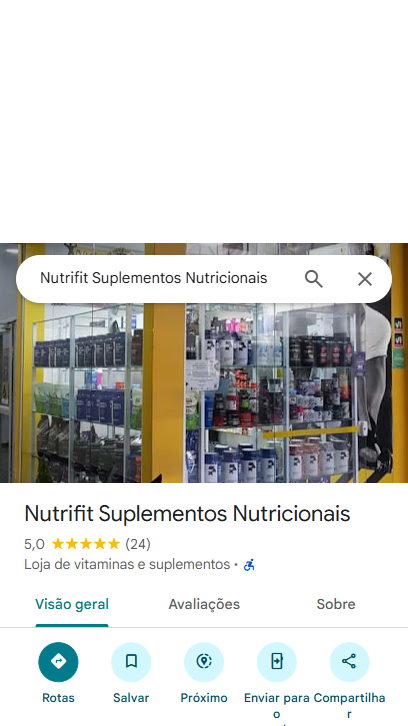 Nutrifit Suplementos Nutricionais
Nutrifit Suplementos Nutricionais
5,0 (24)
Loja de vitaminas e suplementos ·
Visão geral Avaliações Sobre
Rotas Salvar Próximo Enviar para o Compartilhar